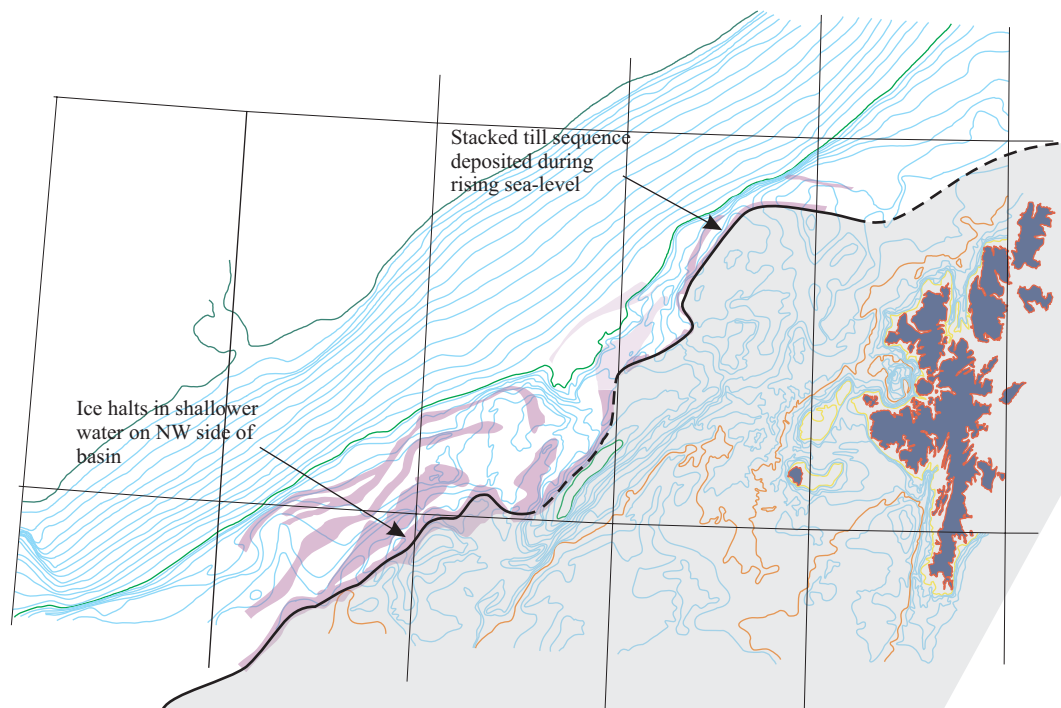 Stacked till sequence
deposited during
rising sea-level
Ice halts in shallower
water on NW side of
basin